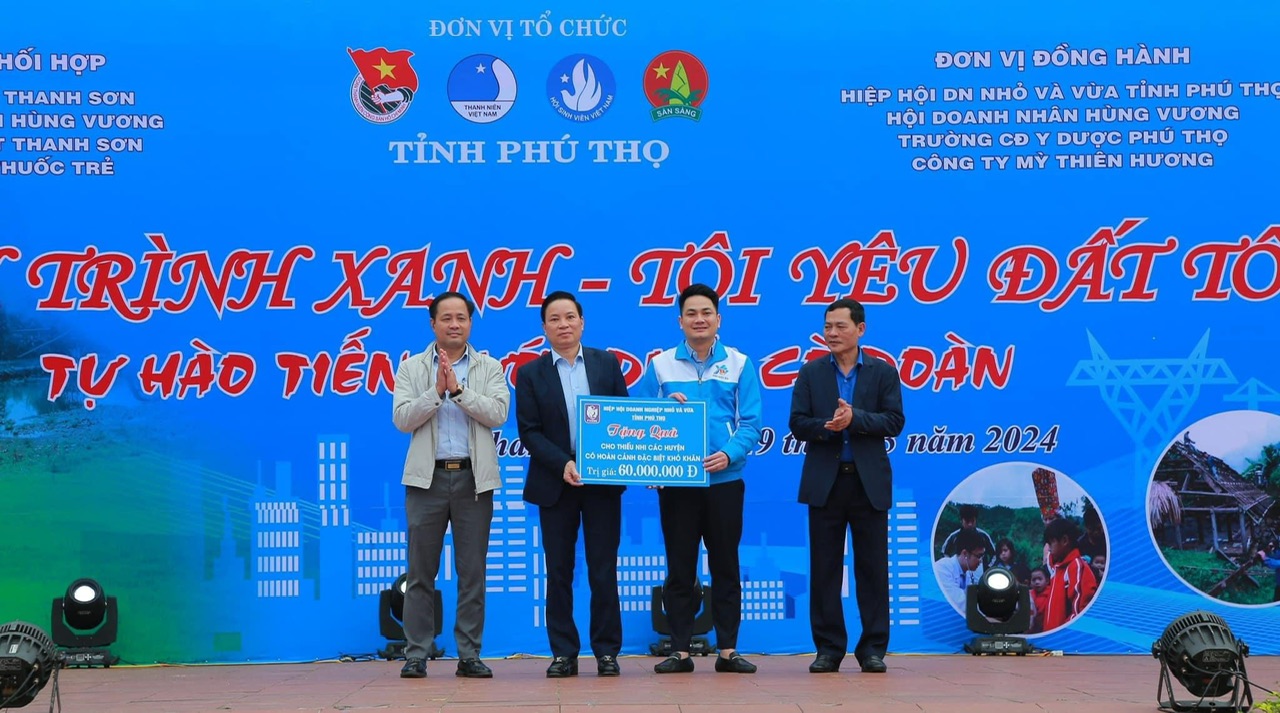 HỐI HỢP
THANH SƠN
HÙNG VƯƠNG
THANH SƠN
HUỐC TRẺ
ĐƠN VỊ TỔ CHỨC
THANH NIÊN
VIỆT NAM
HỘI SINH VIÊN VIỆT NAM
SẴN SÀNG
TỈNH PHÚ THỌ
ĐƠN VỊ ĐỒNG HÀNH
HIỆP HỘI DN NHỎ VÀ VỪA TỈNH PHÚ THỌ
HỘI DOANH NHÂN HÙNG VƯƠNG
TRƯỜNG CĐ Y DƯỢC PHÚ THỌ
CÔNG TY MỸ THIÊN HƯƠNG
TRÌNH XANH - TÔI YÊU ĐẤT TÔ
TỰ HÀO TIẾN ĐOÀN
năm 2024
HIỆP HỘI DOANH NGHIỆP NHỎ VÀ VỪA
TỈNH PHÚ THỌ
Tặng Quà
CHO THIẾU NHI CÁC HUYỆN
CÓ HOÀN CẢNH ĐẶC BIỆT KHÓ KHĂN
Trị giá: 60.000.000 Đ